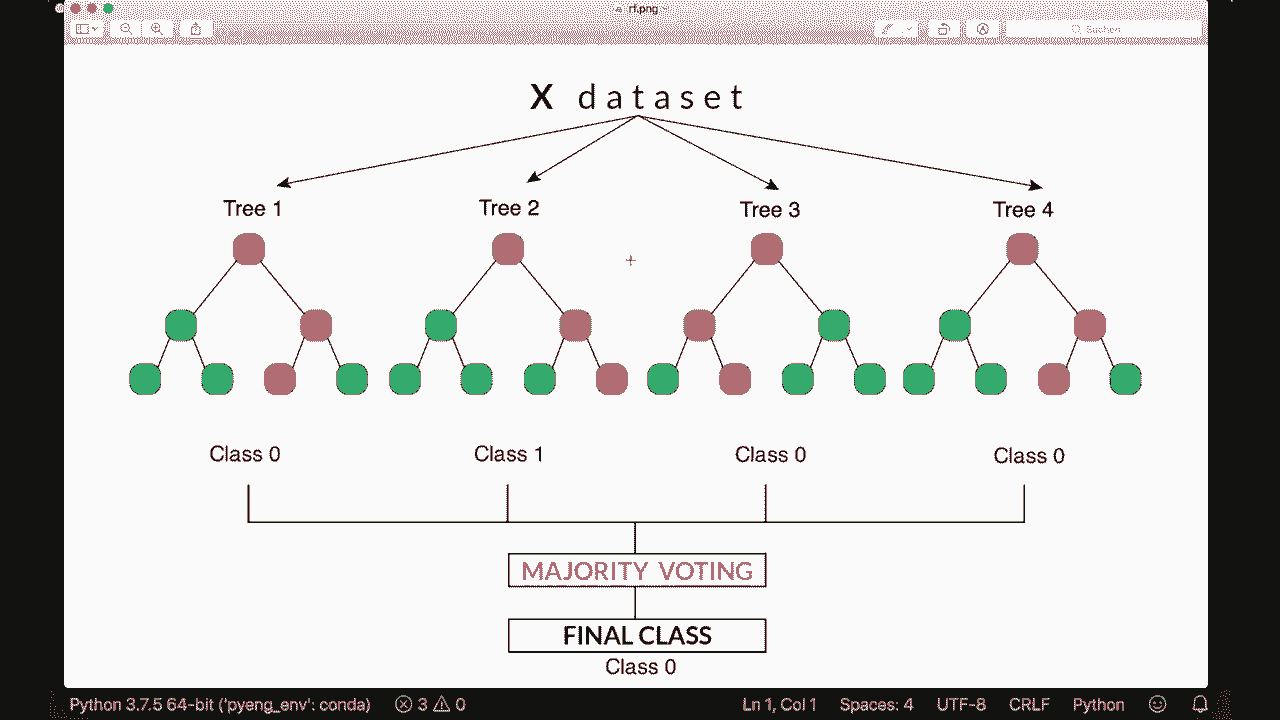 rf.png
Suchen
X dataset
Tree 1 Tree 2 Tree 3 Tree 4
Class 0 Class 1 Class 0 Class 0
MAJORITY VOTING
FINAL CLASS
Class 0
Python 3.7.5 64-bit ('pyeng_env': conda) 3 0 Ln 1, Col 1 Spaces: 4 UTF-8 CRLF Python